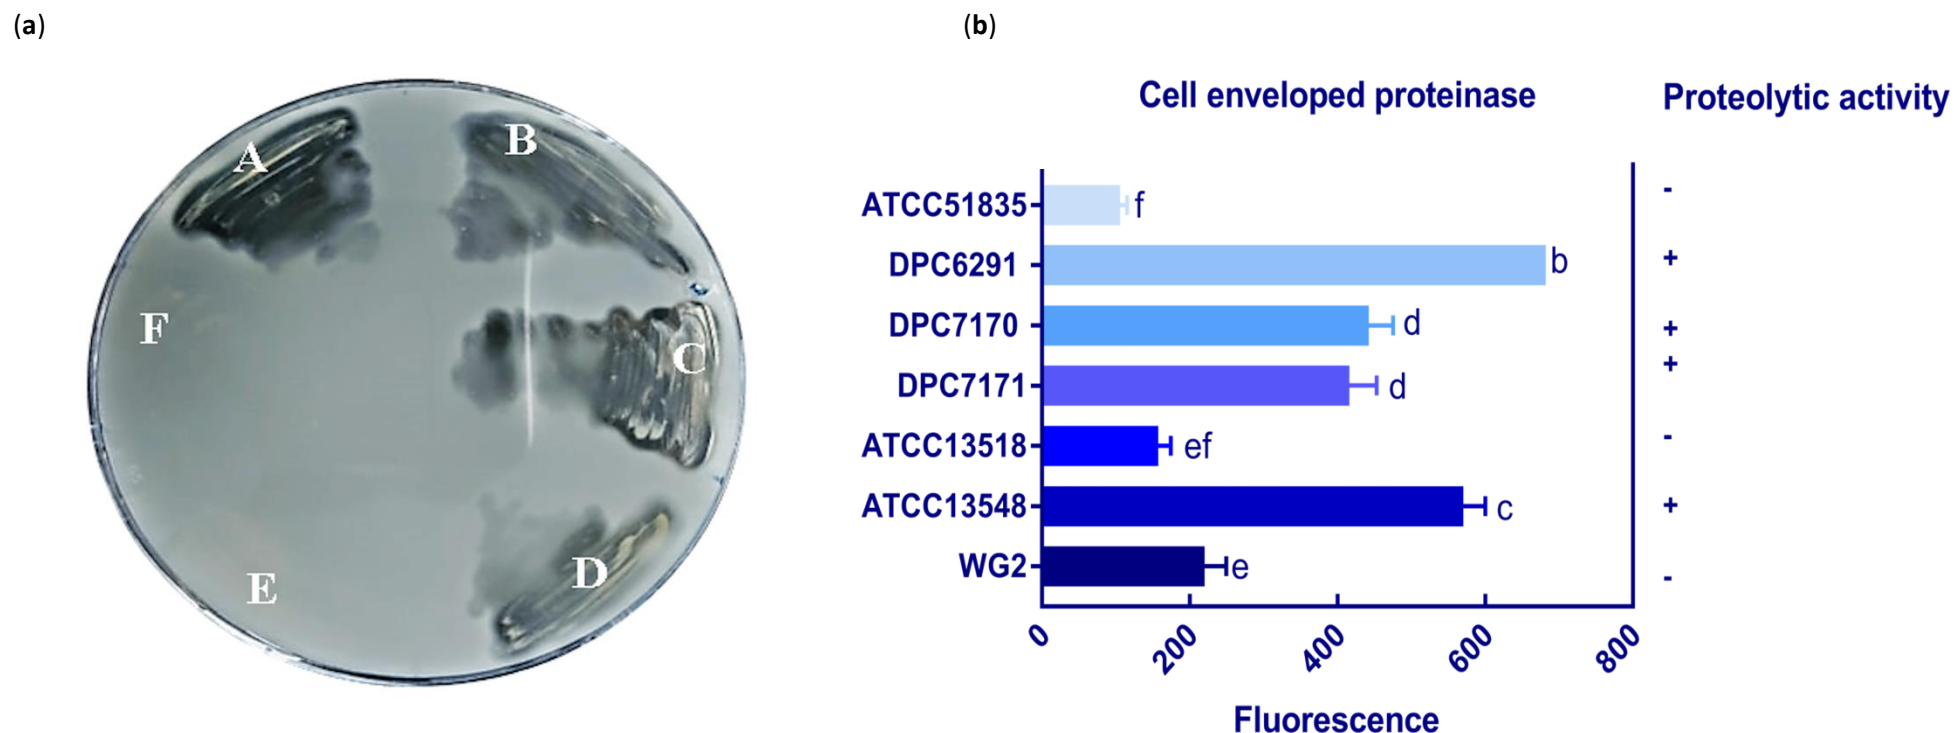 (a)
(b)
A
B
C
D
E
F
Cell enveloped proteinase
Proteolytic activity
ATCC51835 f -
DPC6291 b +
DPC7170 d +
DPC7171 d +
ATCC13518 ef -
ATCC13548 c +
WG2 e -
0 200 400 600 800
Fluorescence